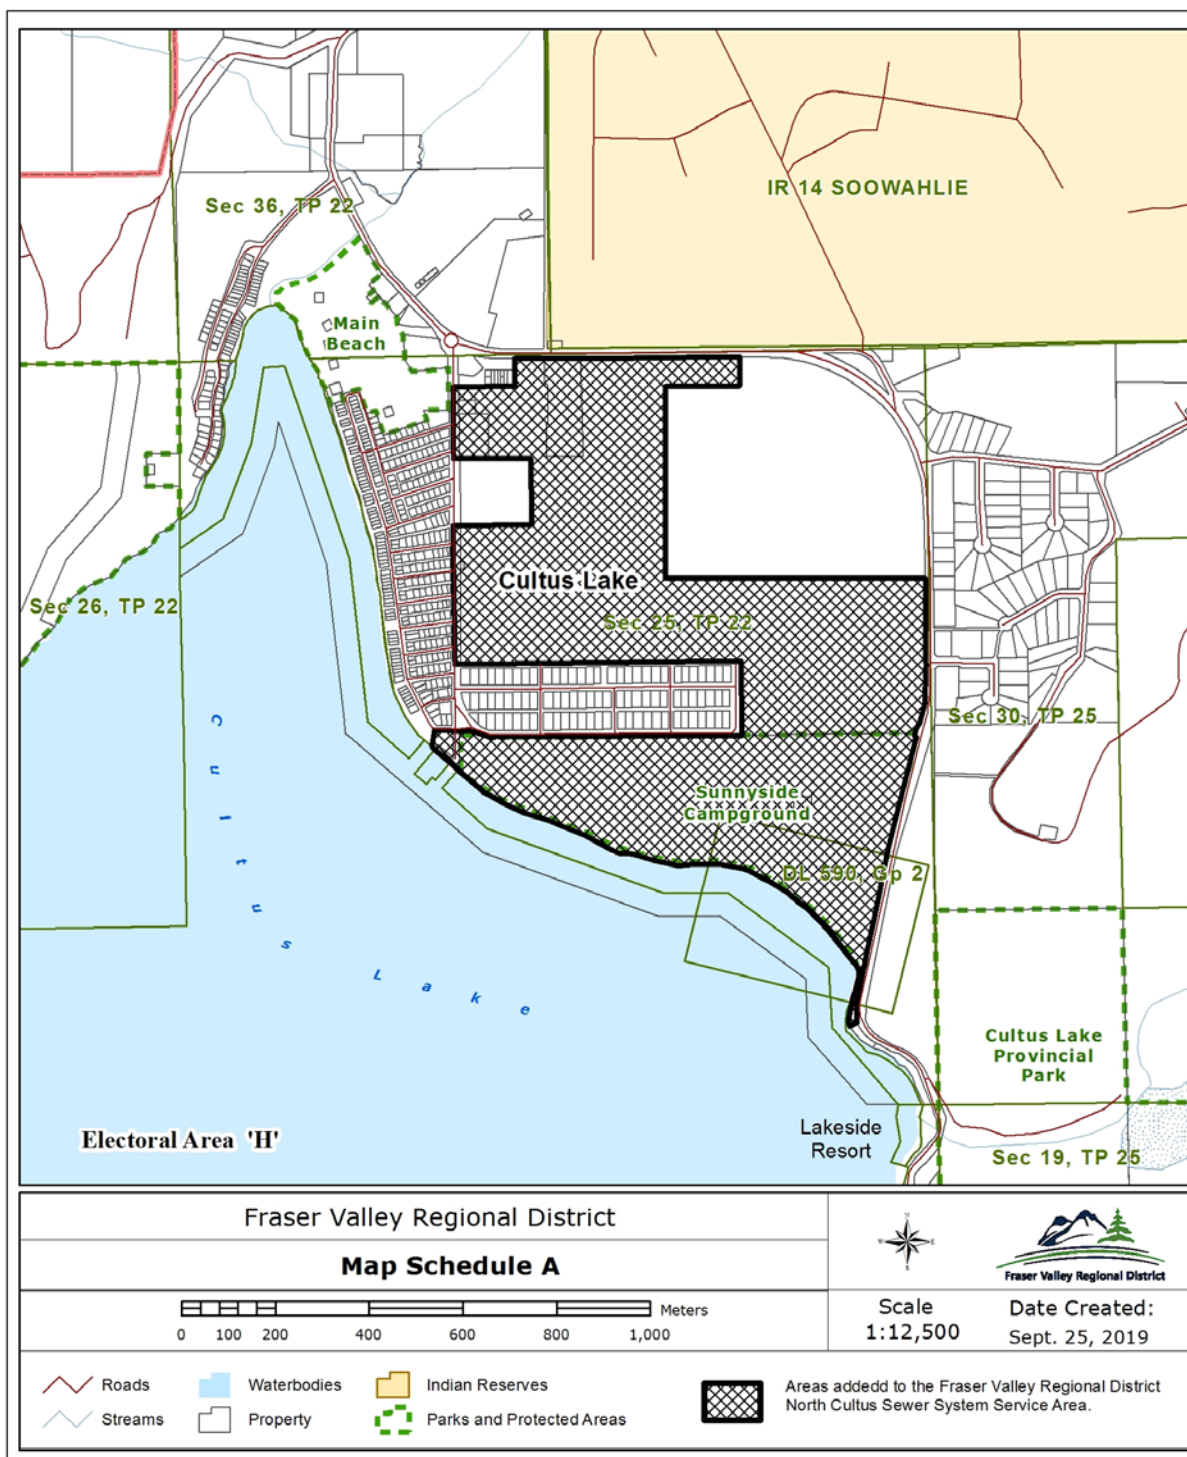 IR 14 SOOWAHLIE
Sec 36, TP 22
Main
Beach
Cultus Lake
Sec 26, TP 22
Sec 25, TP 22
Sec 30, TP 25
Sunnyside
Campground
DL 590, Gp 2
Cultus Lake
Cultus Lake
Provincial
Park
Electoral Area 'H'
Lakeside
Resort
Sec 19, TP 25
Fraser Valley Regional District
Map Schedule A
0 100 200 400 600 800 1,000
Meters
N
W E
S
Fraser Valley Regional District
Scale
1:12,500
Date Created:
Sept. 25, 2019
Roads
Waterbodies
Indian Reserves
Streams
Property
Parks and Protected Areas
Areas addedd to the Fraser Valley Regional District
North Cultus Sewer System Service Area.